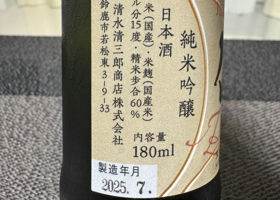 純米吟醸
日本酒
米(国産)・米麹(国産米)
ル分15度・精米歩合60%
清水清三郎商店株式会社
鈴鹿市若松東3-9-33
内容量
180ml
製造年月
2025. 7.